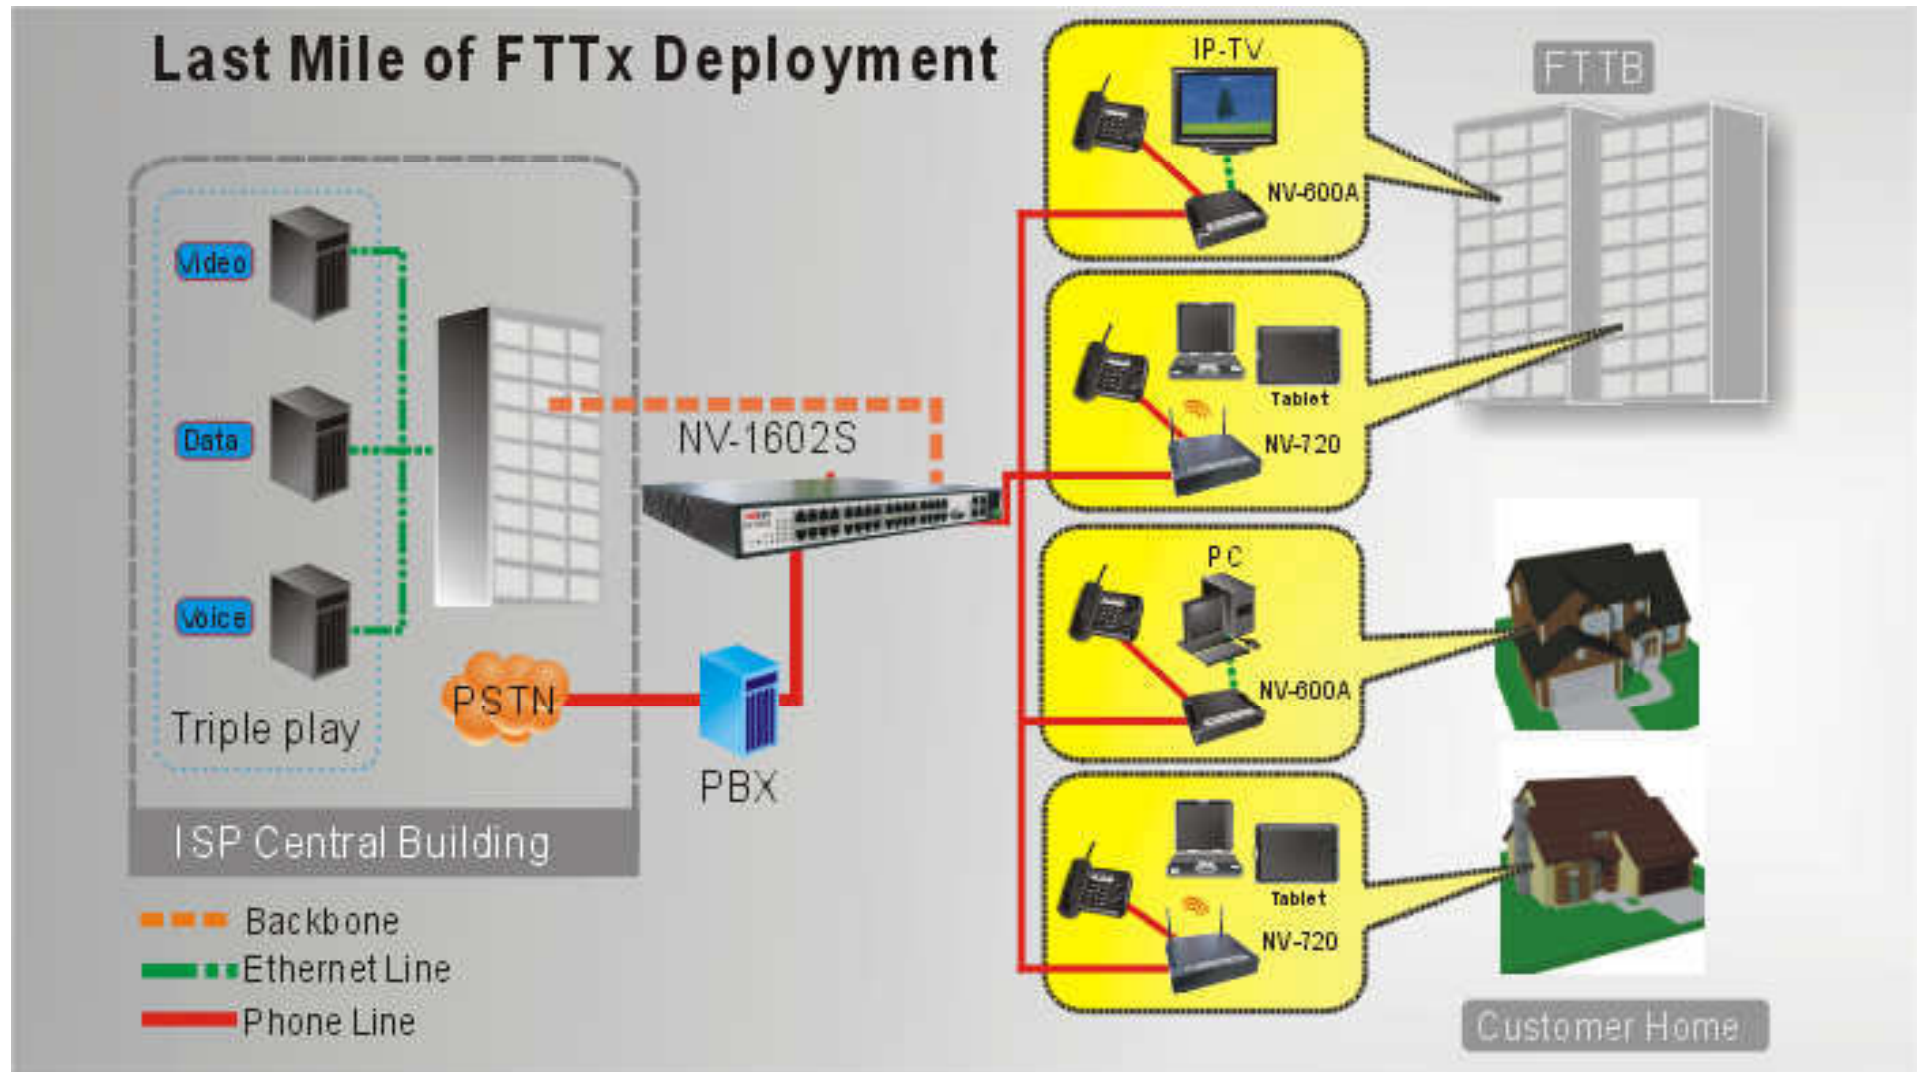 Last Mile of FTTx Deployment
IP-TV
FTTB
NV-600A
Video
Tablet
NV-1602S
Data
NV-720
PC
Voice
NV-600A
PSTN
Triple play
PBX
ISP Central Building
Tablet
NV-720
Backbone
Ethernet Line
Phone Line
Customer Home